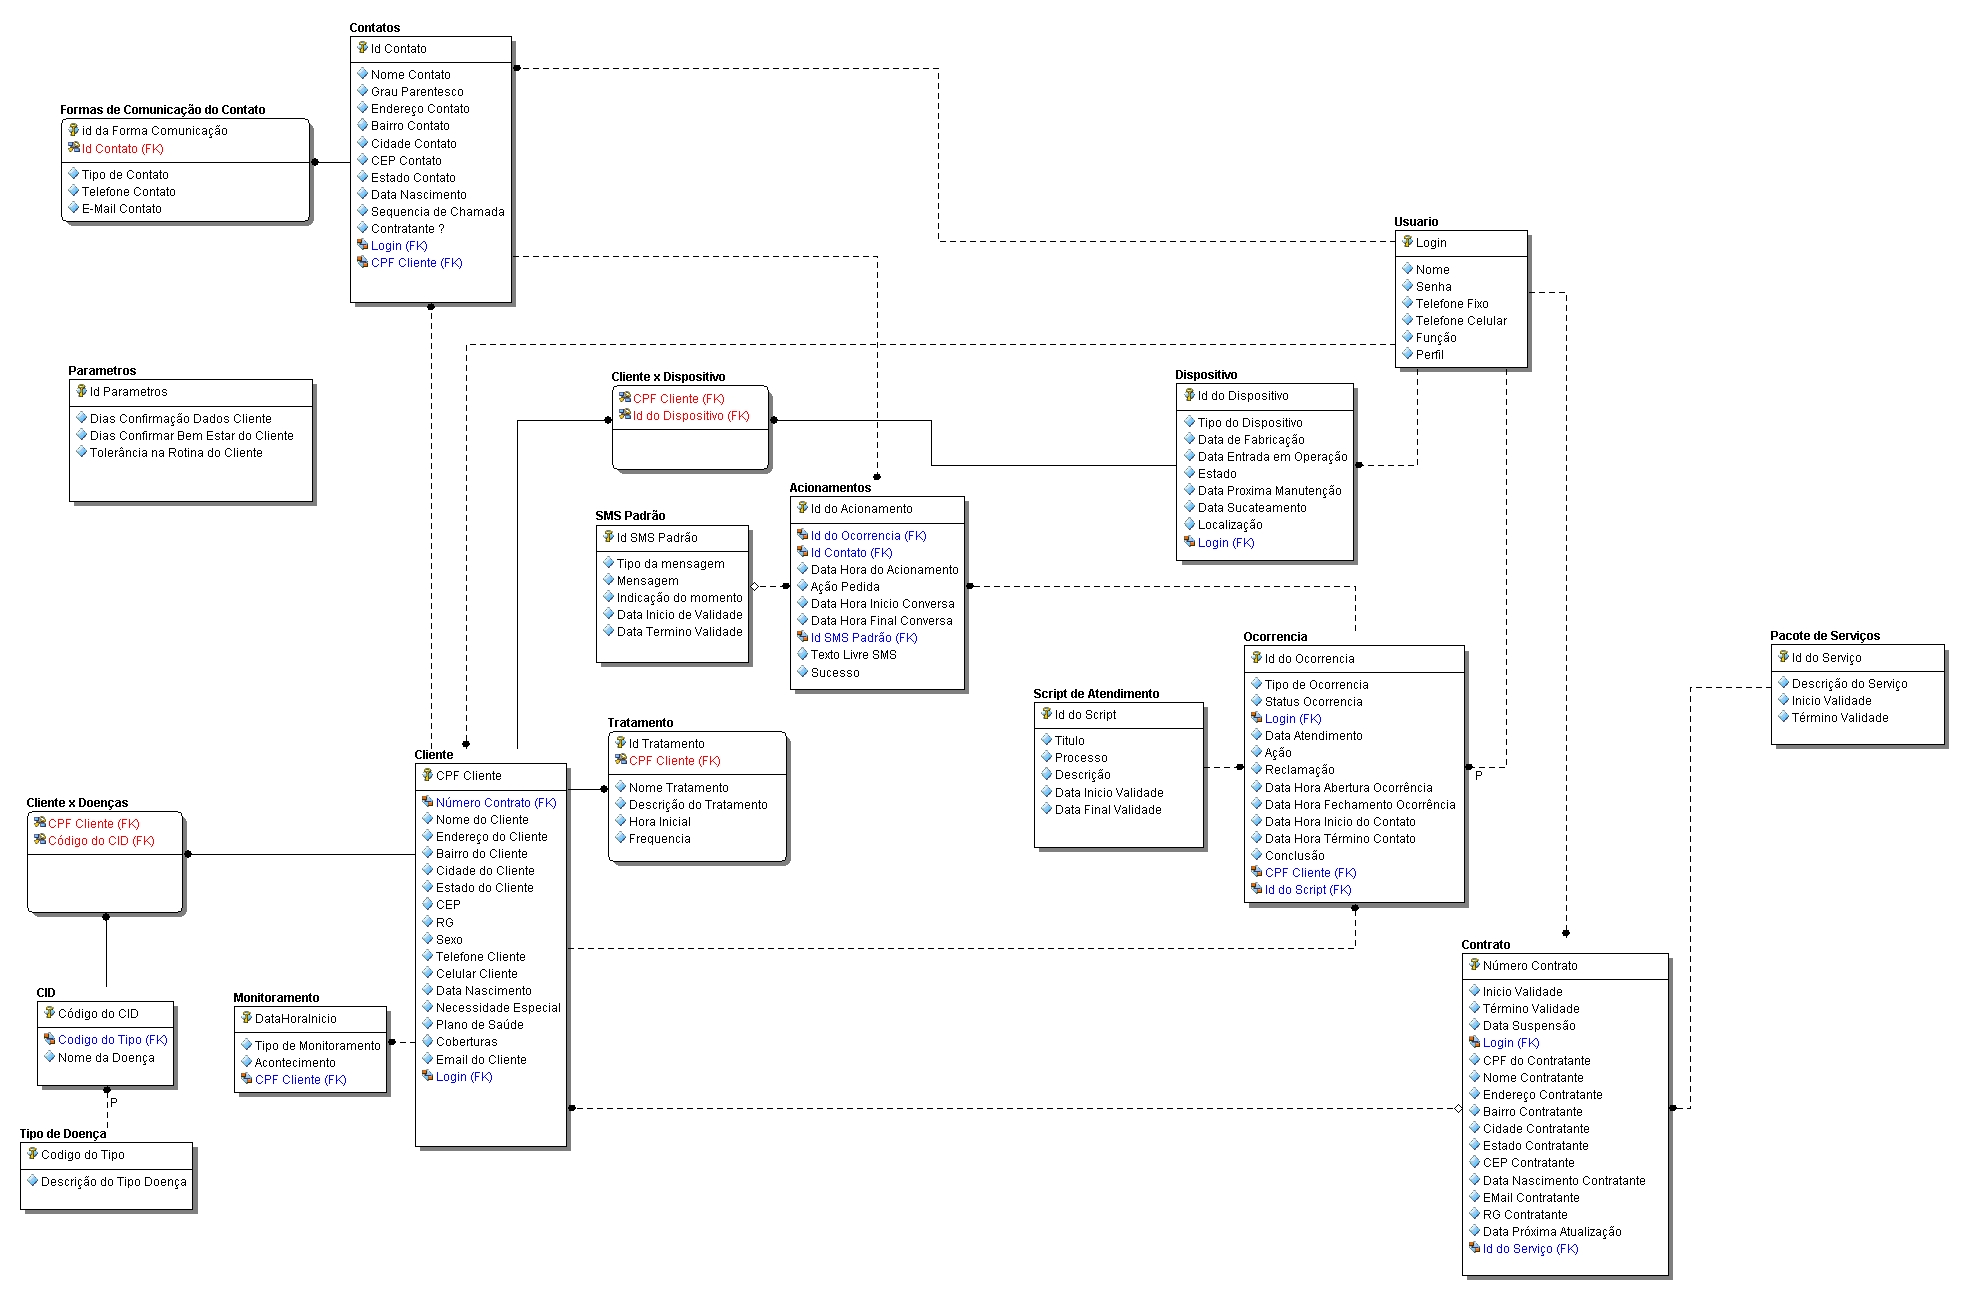 Contatos
Id Contato
Nome Contato
Grau Parentesco
Endereço Contato
Bairro Contato
Cidade Contato
CEP Contato
Estado Contato
Data Nascimento
Sequencia de Chamada
Contratante ?
Login (FK)
CPF Cliente (FK)
Formas de Comunicação do Contato
id da Forma Comunicação
Id Contato (FK)
Tipo de Contato
Telefone Contato
E-Mail Contato
Usuario
Login
Nome
Senha
Telefone Fixo
Telefone Celular
Função
Perfil
Parametros
Id Parametros
Dias Confirmação Dados Cliente
Dias Confirmar Bem Estar do Cliente
Tolerância na Rotina do Cliente
Cliente x Dispositivo
CPF Cliente (FK)
Id do Dispositivo (FK)
Dispositivo
Id do Dispositivo
Tipo do Dispositivo
Data de Fabricação
Data Entrada em Operação
Estado
Data Proxima Manutenção
Data Sucateamento
Localização
Login (FK)
Acionamentos
Id do Acionamento
Id do Ocorrencia (FK)
Id Contato (FK)
Data Hora do Acionamento
Ação Pedida
Data Hora Inicio Conversa
Data Hora Final Conversa
Id SMS Padrão (FK)
Texto Livre SMS
Sucesso
SMS Padrão
Id SMS Padrão
Tipo da mensagem
Mensagem
Indicação do momento
Data Inicio de Validade
Data Termino Validade
Ocorrencia
Id do Ocorrencia
Tipo de Ocorrencia
Status Ocorrencia
Login (FK)
Data Atendimento
Ação
Reclamação
Data Hora Abertura Ocorrência
Data Hora Fechamento Ocorrência
Data Hora Inicio do Contato
Data Hora Término Contato
Conclusão
CPF Cliente (FK)
Id do Script (FK)
P
Pacote de Serviços
Id do Serviço
Descrição do Serviço
Inicio Validade
Término Validade
Script de Atendimento
Id do Script
Titulo
Processo
Descrição
Data Inicio Validade
Data Final Validade
Tratamento
Id Tratamento
CPF Cliente (FK)
Nome Tratamento
Descrição do Tratamento
Hora Inicial
Frequencia
Cliente
CPF Cliente
Número Contrato (FK)
Nome do Cliente
Endereço do Cliente
Bairro do Cliente
Cidade do Cliente
Estado do Cliente
CEP
RG
Sexo
Telefone Cliente
Celular Cliente
Data Nascimento
Necessidade Especial
Plano de Saúde
Coberturas
Email do Cliente
Login (FK)
Cliente x Doenças
CPF Cliente (FK)
Código do CID (FK)
CID
Código do CID
Codigo do Tipo (FK)
Nome da Doença
P
Tipo de Doença
Codigo do Tipo
Descrição do Tipo Doença
Monitoramento
DataHoraInicio
Tipo de Monitoramento
Acontecimento
CPF Cliente (FK)
Contrato
Número Contrato
Inicio Validade
Término Validade
Data Suspensão
Login (FK)
CPF do Contratante
Nome Contratante
Endereço Contratante
Bairro Contratante
Cidade Contratante
Estado Contratante
CEP Contratante
Data Nascimento Contratante
EMail Contratante
RG Contratante
Data Próxima Atualização
Id do Serviço (FK)